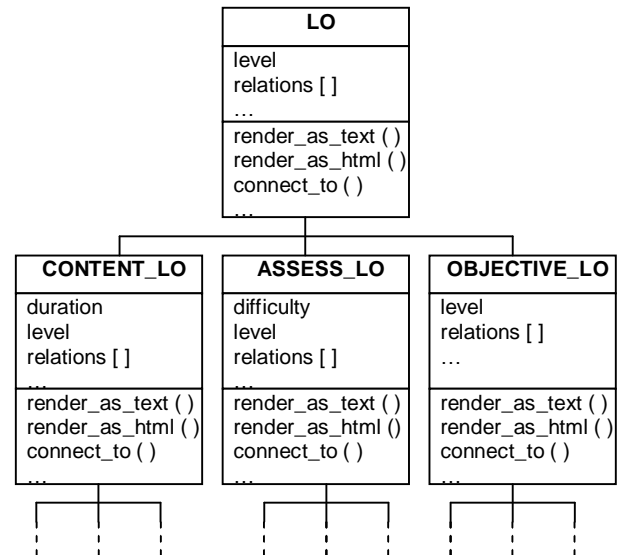 LO
level
relations [ ]
…
render_as_text ( )
render_as_html ( )
connect_to ( )
…
CONTENT_LO
duration
level
relations [ ]
…
render_as_text ( )
render_as_html ( )
connect_to ( )
…
ASSESS_LO
difficulty
level
relations [ ]
…
render_as_text ( )
render_as_html ()
connect_to ( )
…
OBJECTIVE_LO
level
relations [ ]
…
render_as_text ( )
render_as_html ( )
connect_to ( )
…